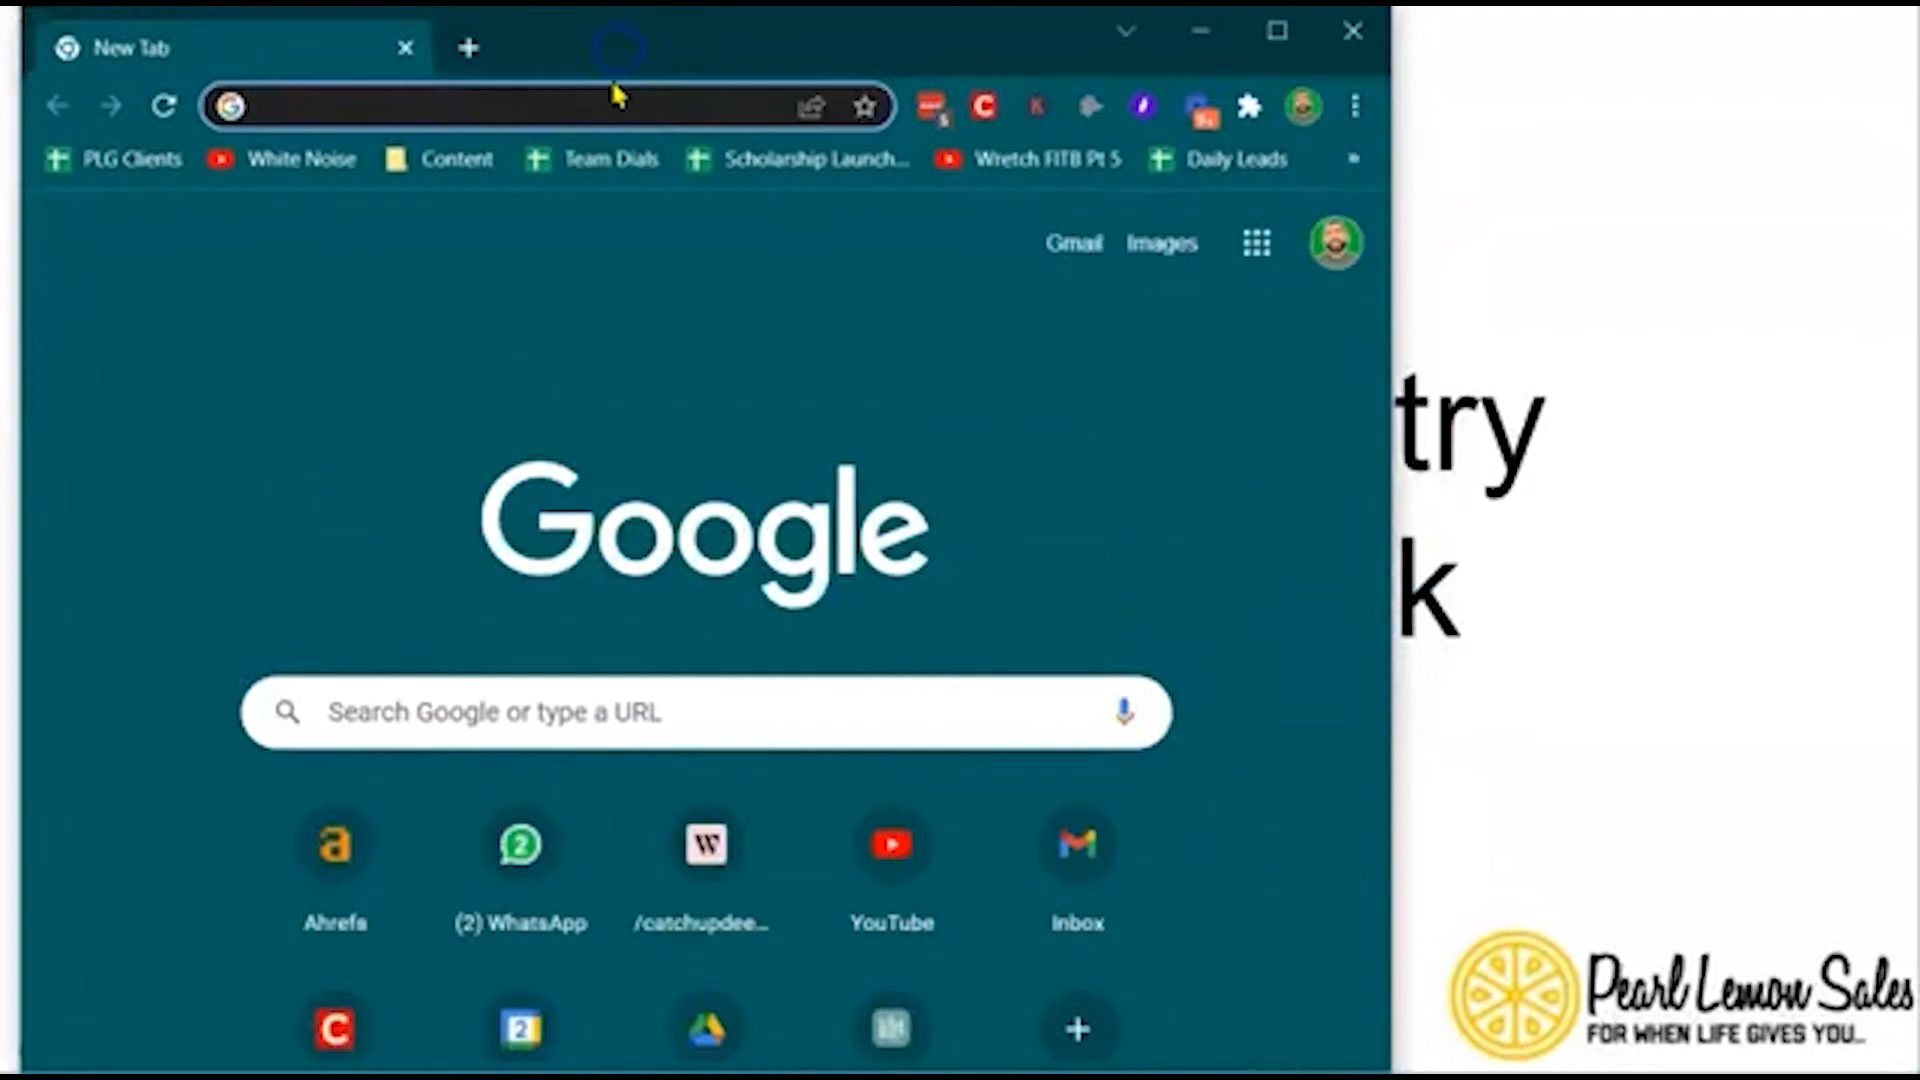 New Tab
PLG Clients White Noise Content Team Dials Scholarship Launch... Wretch FITB Pt 5 Daily Leads »
Gmail Images
try
k
Google
Search Google or type a URL
Ahrefs (2) WhatsApp /catchupdee... YouTube Inbox
Pearl Lemon Sales
FOR WHEN LIFE GIVES YOU...